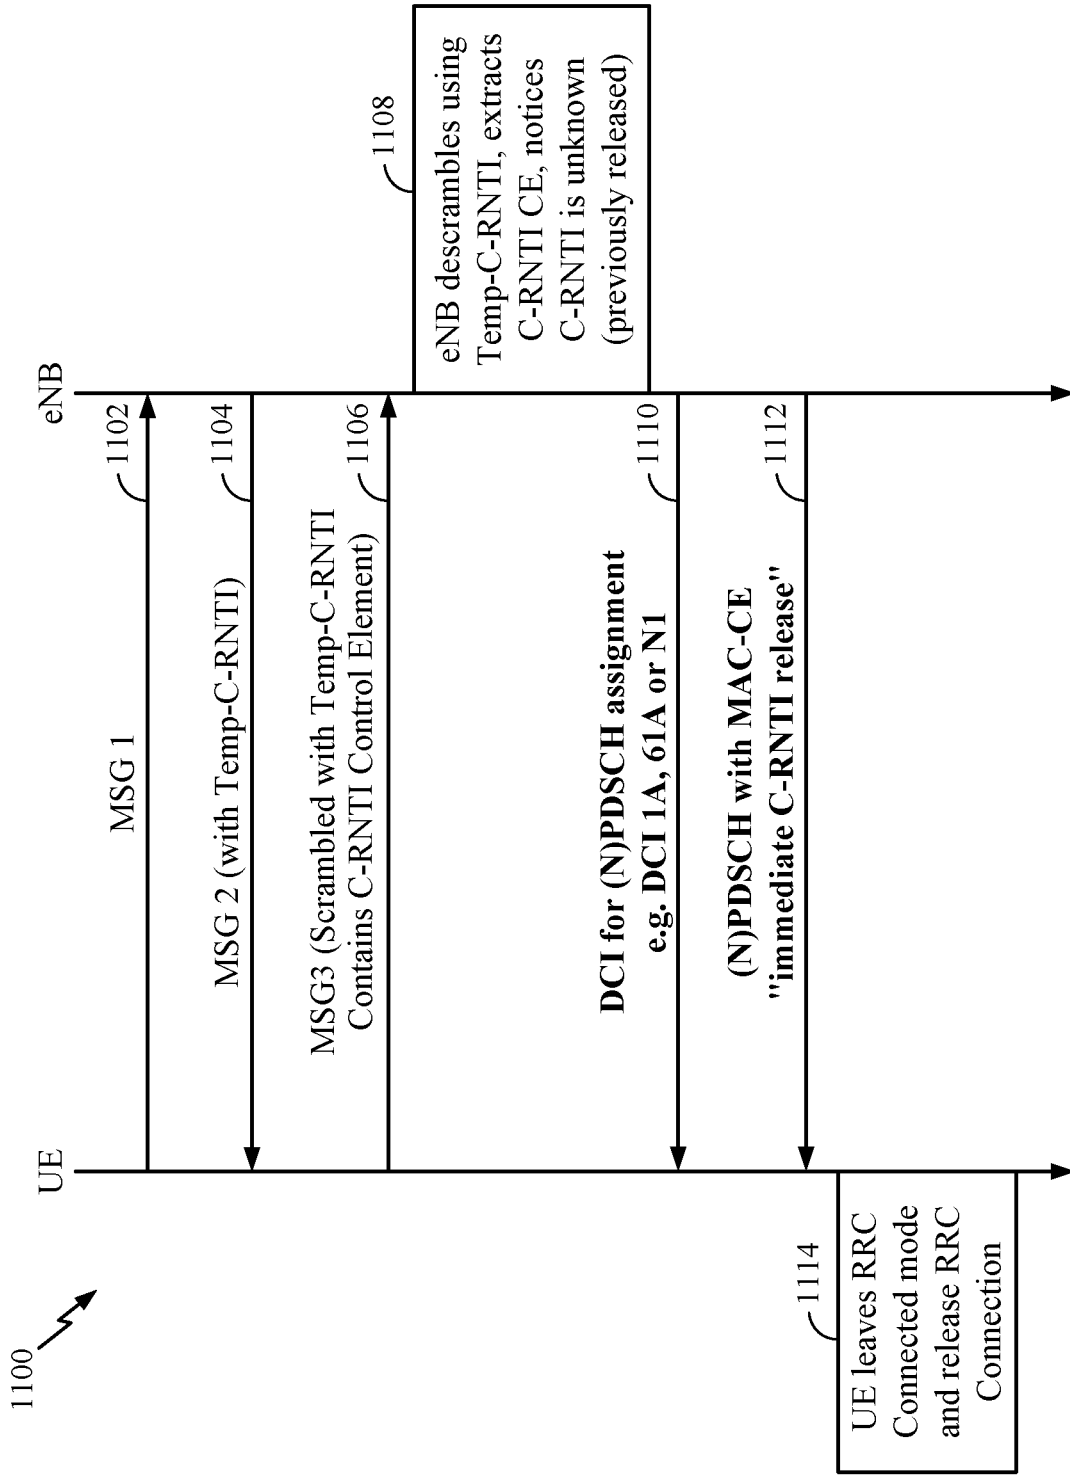 1100
UE
eNB
MSG 1
1102
MSG 2 (with Temp-C-RNTI)
1104
MSG3 (Scrambled with Temp-C-RNTI
Contains C-RNTI Control Element)
1106
1108
eNB descrambles using
Temp-C-RNTI, extracts
C-RNTI CE, notices
C-RNTI is unknown
(previously released)
DCI for (N)PDSCH assignment
e.g. DCI 1A, 61A or N1
1110
(N)PDSCH with MAC-CE
"immediate C-RNTI release"
1112
1114
UE leaves RRC
Connected mode
and release RRC
Connection